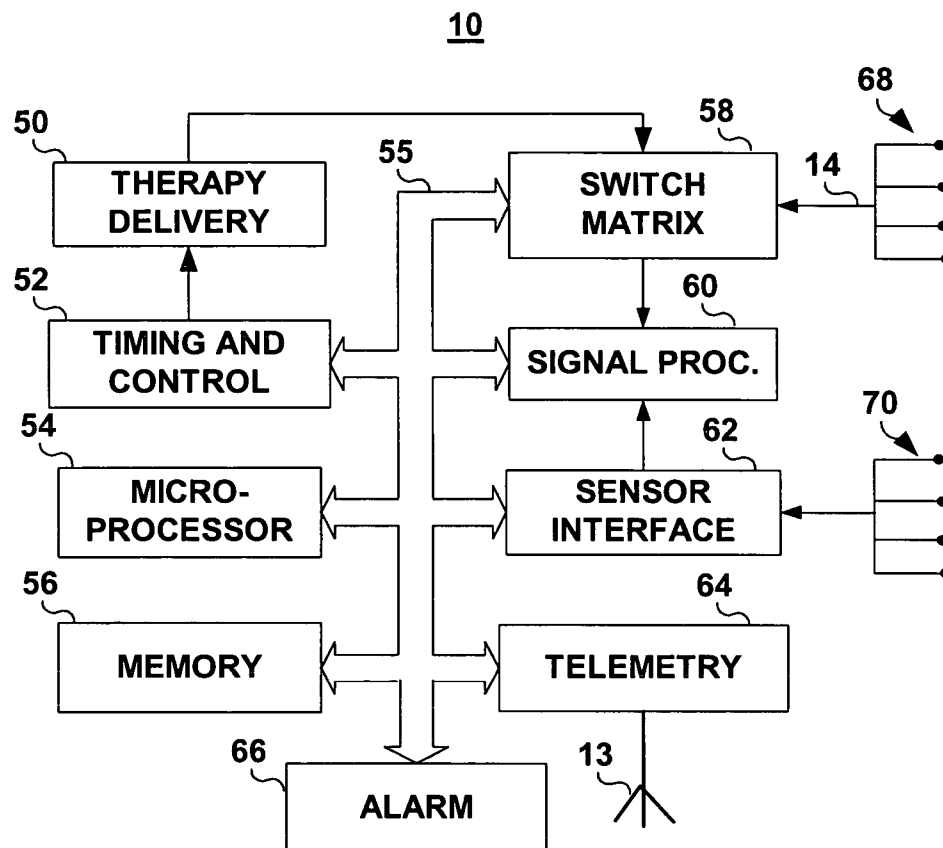 10
50
THERAPY
DELIVERY
55
58
SWITCH
MATRIX
68
14
52
TIMING AND
CONTROL
60
SIGNAL PROC.
54
MICRO-
PROCESSOR
62
SENSOR
INTERFACE
70
56
MEMORY
64
TELEMETRY
66
ALARM
13